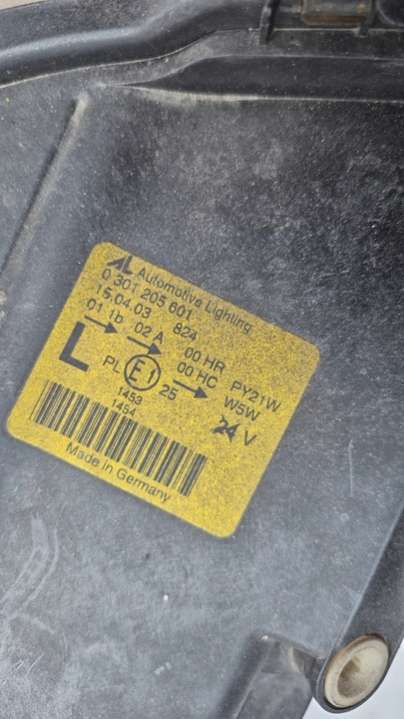 AL Automotive Lighting
0 301 205 601
15.04.03 824
01 1b 02 A 00 HR PY21W
L PL E1 25 00 HC W5W
1453
1454
24 V
Made in Germany